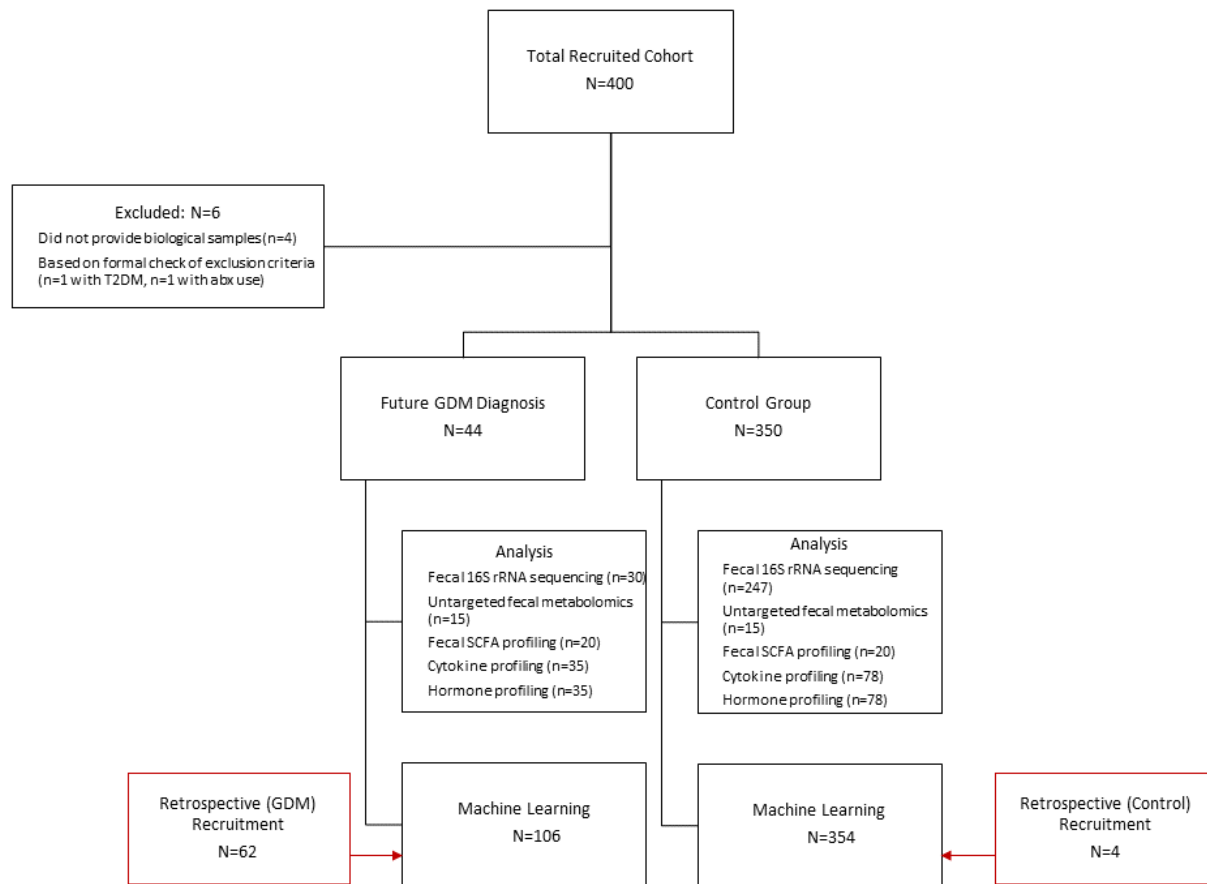 Total Recruited Cohort
N=400
Excluded: N=6
Did not provide biological samples (n=4)
Based on formal check of exclusion criteria
(n=1 with T2DM, n=1 with abx use)
Future GDM Diagnosis
N=44
Control Group
N=350
Analysis
Fecal 16S rRNA sequencing (n=30)
Untargeted fecal metabolomics
(n=15)
Fecal SCFA profiling (n=20)
Cytokine profiling (n=35)
Hormone profiling (n=35)
Analysis
Fecal 16S rRNA sequencing
(n=247)
Untargeted fecal metabolomics
(n=15)
Fecal SCFA profiling (n=20)
Cytokine profiling (n=78)
Hormone profiling (n=78)
Retrospective (GDM)
Recruitment
N=62
Machine Learning
N=106
Machine Learning
N=354
Retrospective (Control)
Recruitment
N=4